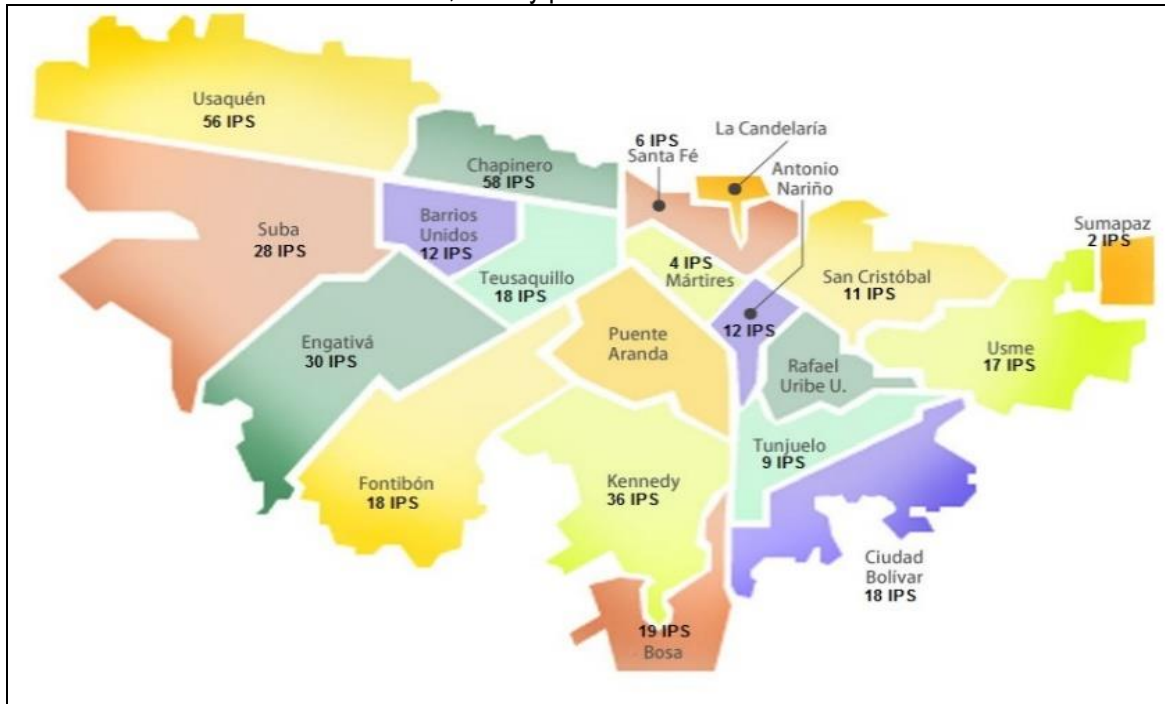 Usaquén
56 IPS
Chapinero
58 IPS
6 IPS
Santa Fé
La Candelaría
Antonio
Nariño
Sumapaz
2 IPS
Suba
28 IPS
Barrios
Unidos
12 IPS
Teusaquillo
18 IPS
4 IPS
Mártires
San Cristóbal
11 IPS
Engativá
30 IPS
Puente
Aranda
12 IPS
Rafael
Uribe U.
Usme
17 IPS
Fontibón
18 IPS
Kennedy
36 IPS
Tunjuelo
9 IPS
Ciudad
Bolívar
18 IPS
19 IPS
Bosa